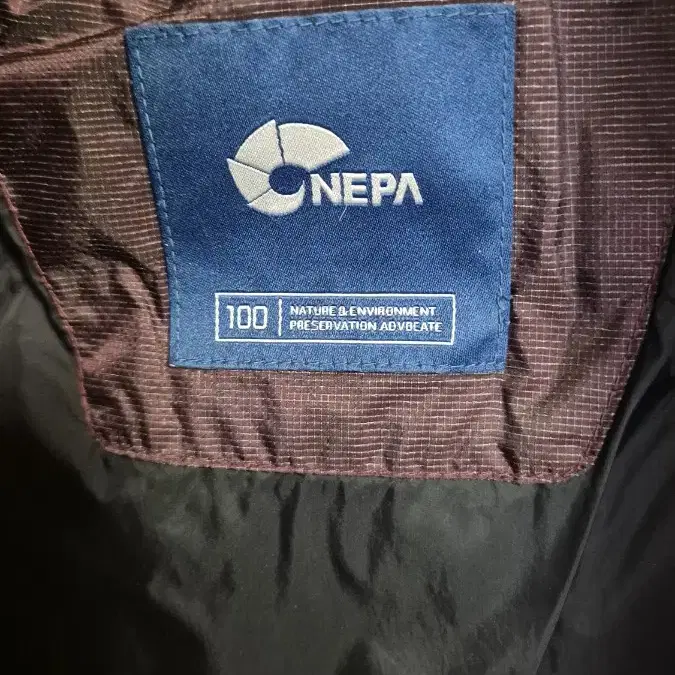 NEPA
100
NATURE & ENVIRONMENT
PRESERVATION ADVOCATE